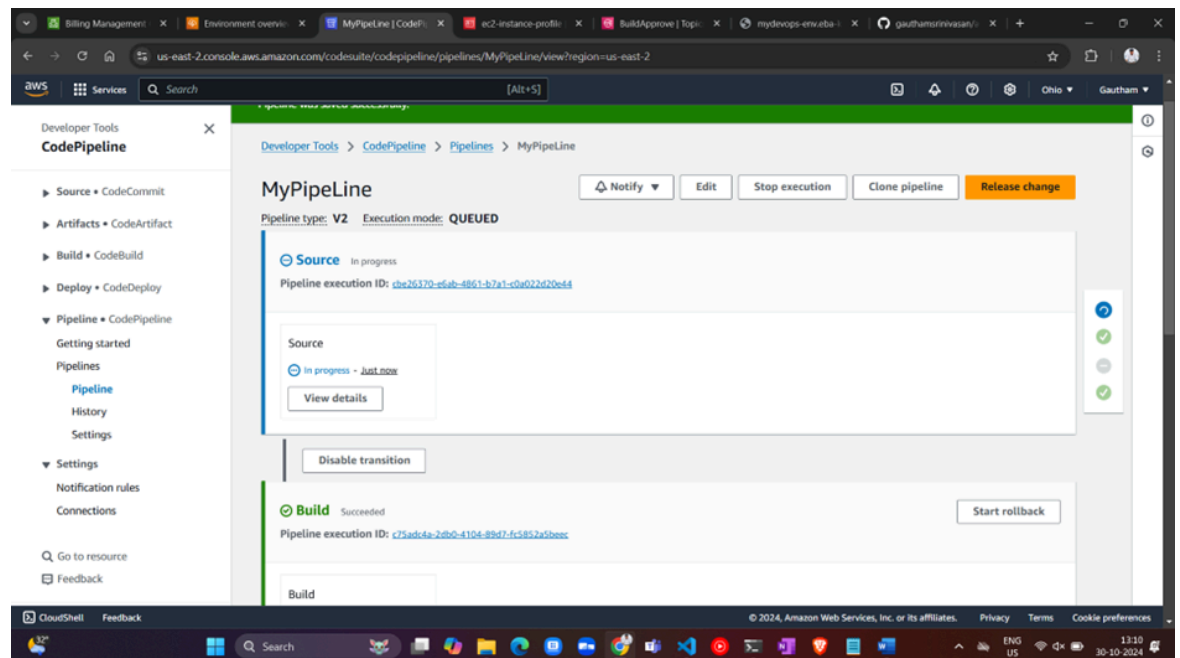 Billing Management
Environment overvie
MyPipeLine | CodePi
ec2-instance-profile
BuildApprove | Topic
mydevops-env.eba-
gauthamsrinivasan/
us-east-2.console.aws.amazon.com/codesuite/codepipeline/pipelines/MyPipeLine/view?region=us-east-2
aws
Services
Search
[Alt+S]
Ohio
Gautham
Pipeline was saved successfully.
Developer Tools
CodePipeline
Source • CodeCommit
Artifacts • CodeArtifact
Build • CodeBuild
Deploy • CodeDeploy
Pipeline • CodePipeline
Getting started
Pipelines
Pipeline
History
Settings
Settings
Notification rules
Connections
Go to resource
Feedback
Developer Tools > CodePipeline > Pipelines > MyPipeLine
MyPipeLine
Notify
Edit
Stop execution
Clone pipeline
Release change
Pipeline type: V2 Execution mode: QUEUED
Source In progress
Pipeline execution ID: cbe26370-e6ab-4861-b7a1-c0a022d20e44
Source
In progress - Just now
View details
Disable transition
Build Succeeded
Start rollback
Pipeline execution ID: c75adc4a-2db0-4104-89d7-fc5852a5beec
Build
CloudShell Feedback
© 2024, Amazon Web Services, Inc. or its affiliates. Privacy Terms Cookie preferences
32°
Search
ENG
US
13:10
30-10-2024